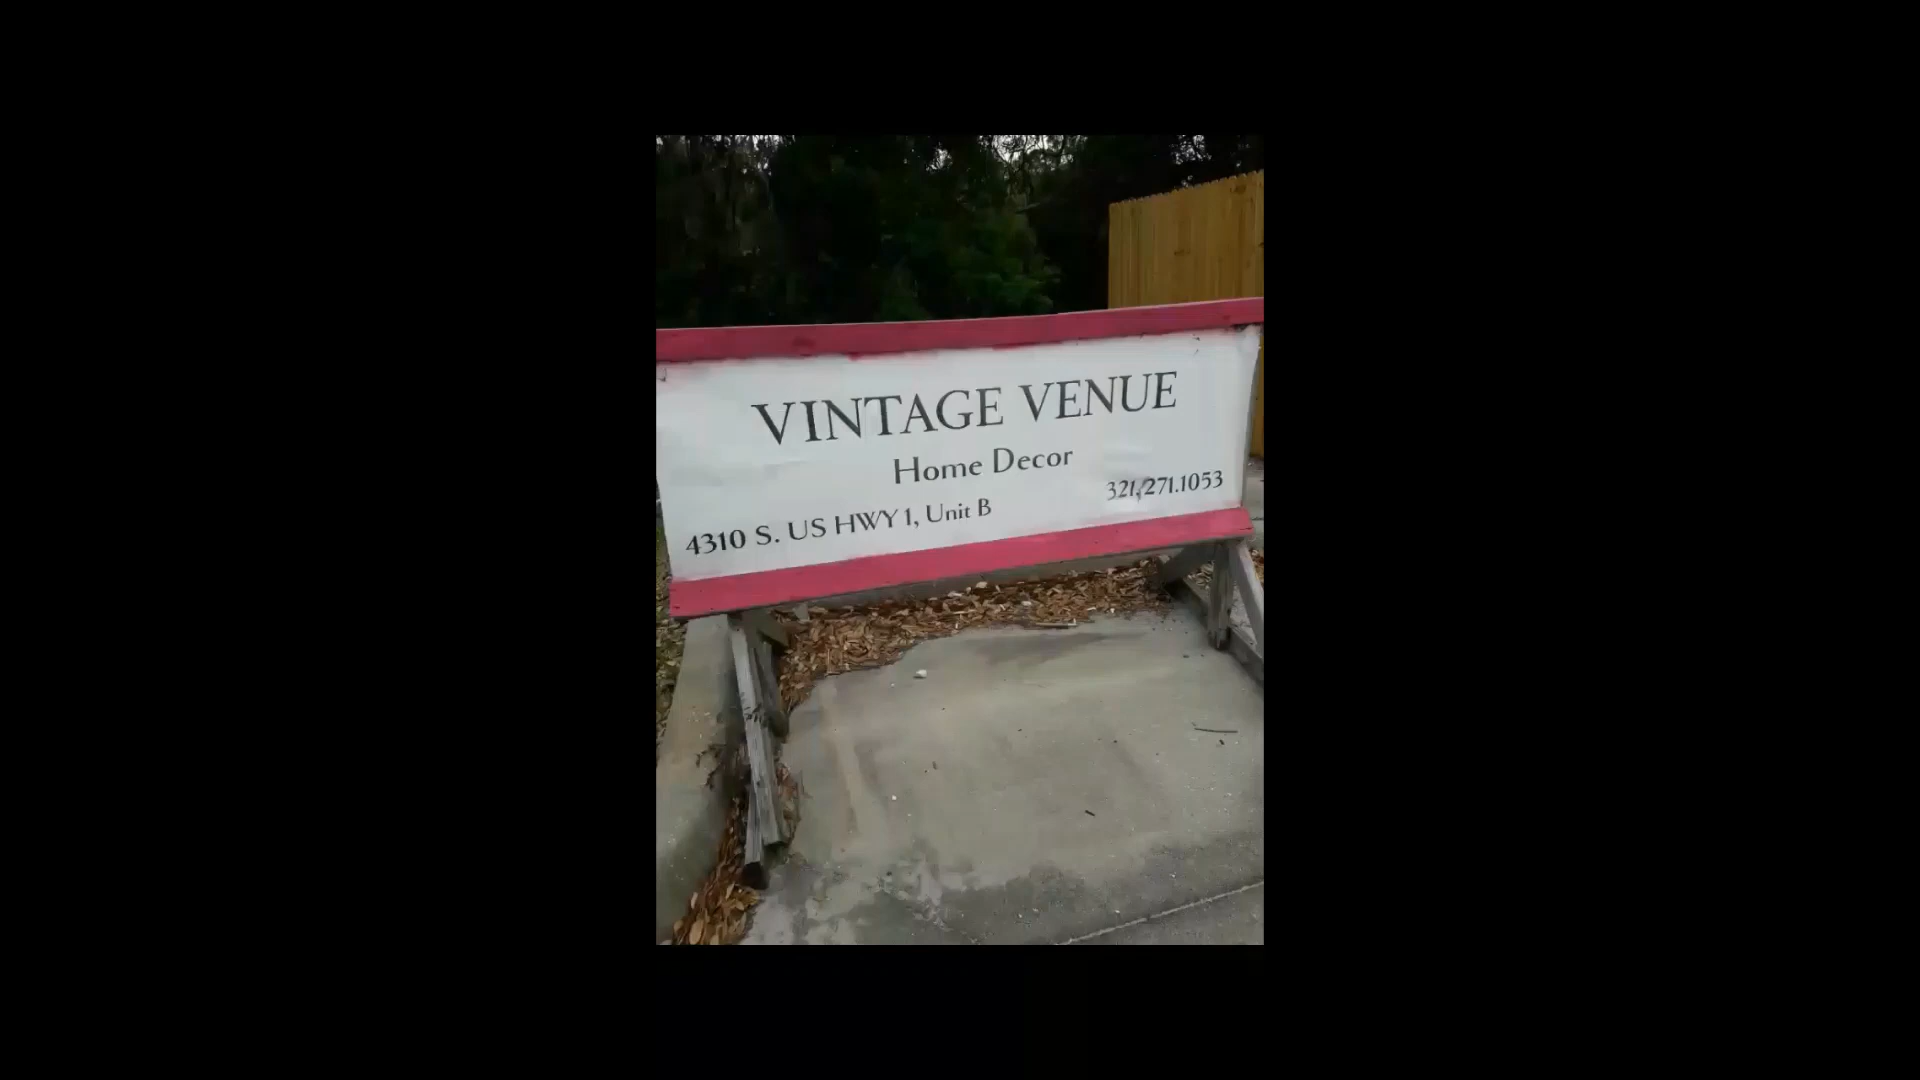 VINTAGE VENUE
Home Decor
321.271.1053
4310 S. US HWY 1, Unit B